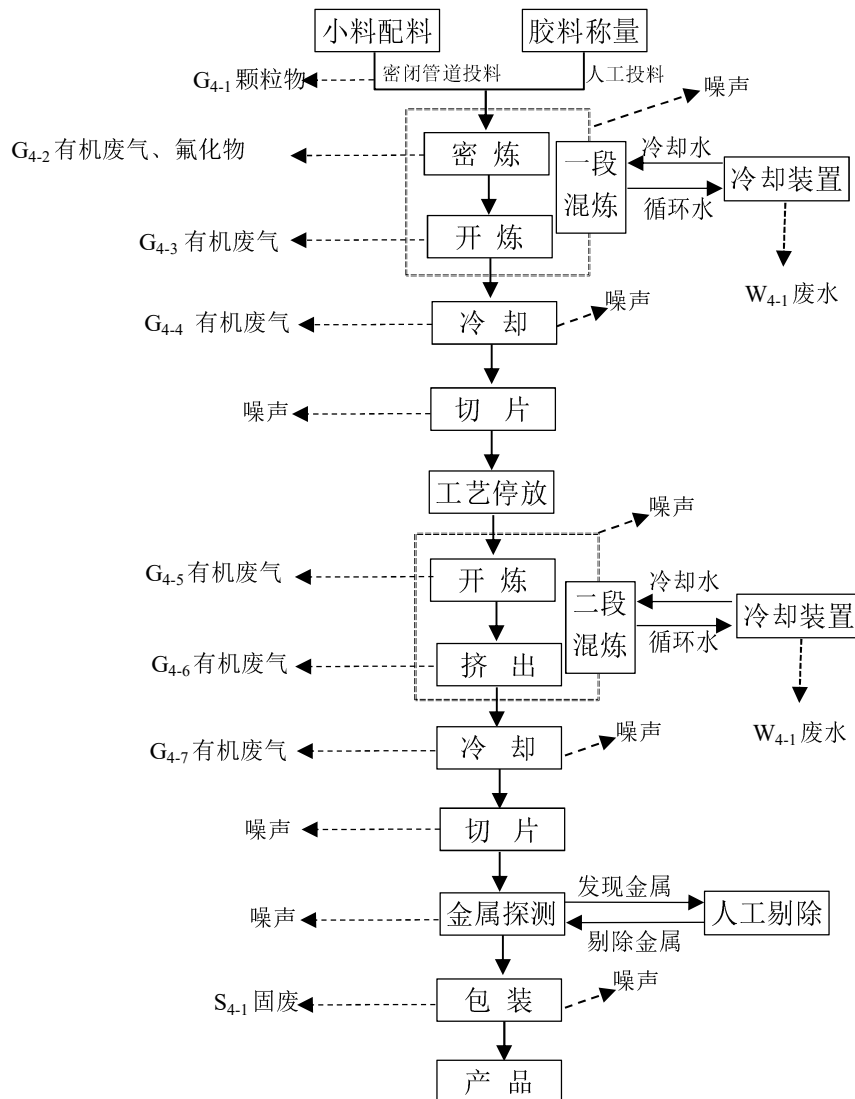 小料配料
胶料称量
G4-1 颗粒物
密闭管道投料
人工投料
噪声
G4-2 有机废气、氟化物
密 炼
一段
混炼
冷却水
循环水
冷却装置
G4-3 有机废气
开 炼
W4-1 废水
G4-4 有机废气
冷 却
噪声
噪声
切 片
工艺停放
噪声
G4-5 有机废气
开 炼
二段
混炼
冷却水
循环水
冷却装置
G4-6 有机废气
挤 出
W4-1 废水
G4-7 有机废气
冷 却
噪声
噪声
切 片
噪声
金属探测
发现金属
剔除金属
人工剔除
S4-1 固废
包 装
噪声
产 品